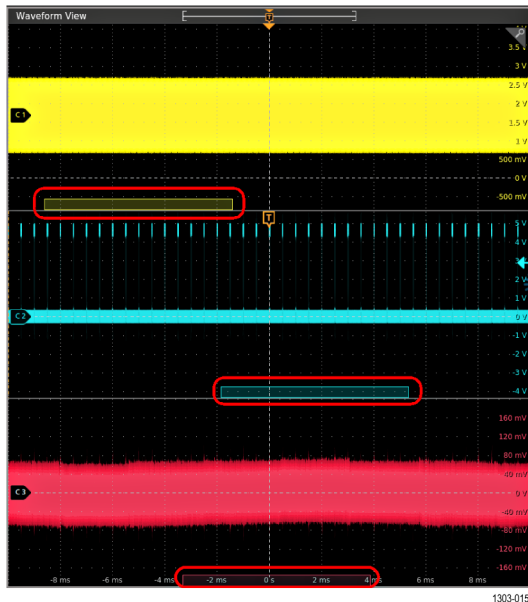 Waveform View
T
3.5 V
3 V
2.5 V
2 V
C 1
1.5 V
1 V
500 mV
0 V
-500 mV
T
5 V
4 V
2 V
1 V
C 2
0 V
-1 V
-2 V
-3 V
-4 V
160 mV
120 mV
80 mV
40 mV
C 3
0 V
-40 mV
-80 mV
-120 mV
-160 mV
-8 ms -6 ms -4 ms -2 ms 0 s 2 ms 4 ms 6 ms 8 ms
1303-015